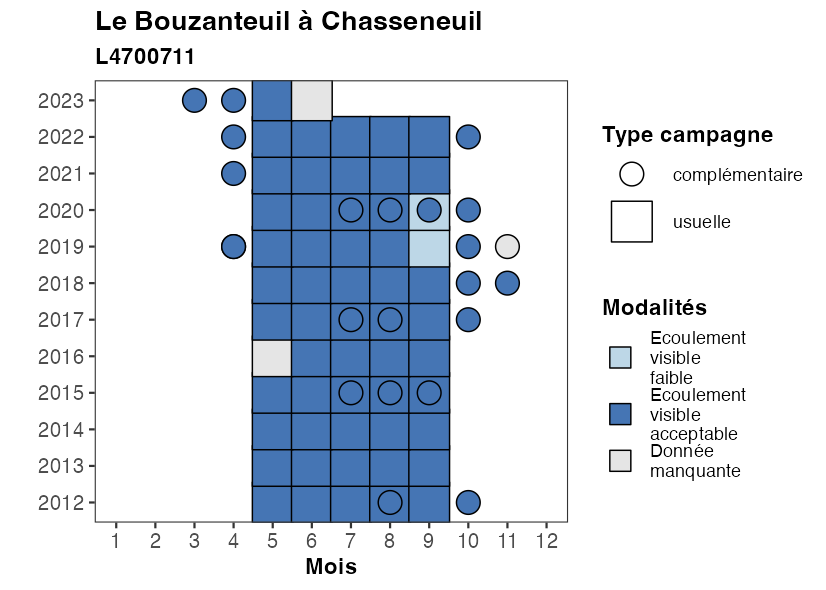 Le Bouzanteuil à Chasseneuil
L4700711
2023
2022
2021
2020
2019
2018
2017
2016
2015
2014
2013
2012
1 2 3 4 5 6 7 8 9 10 11 12
Mois
Type campagne
complémentaire
usuelle
Modalités
Ecoulement
visible
faible
Ecoulement
visible
acceptable
Donnée
manquante